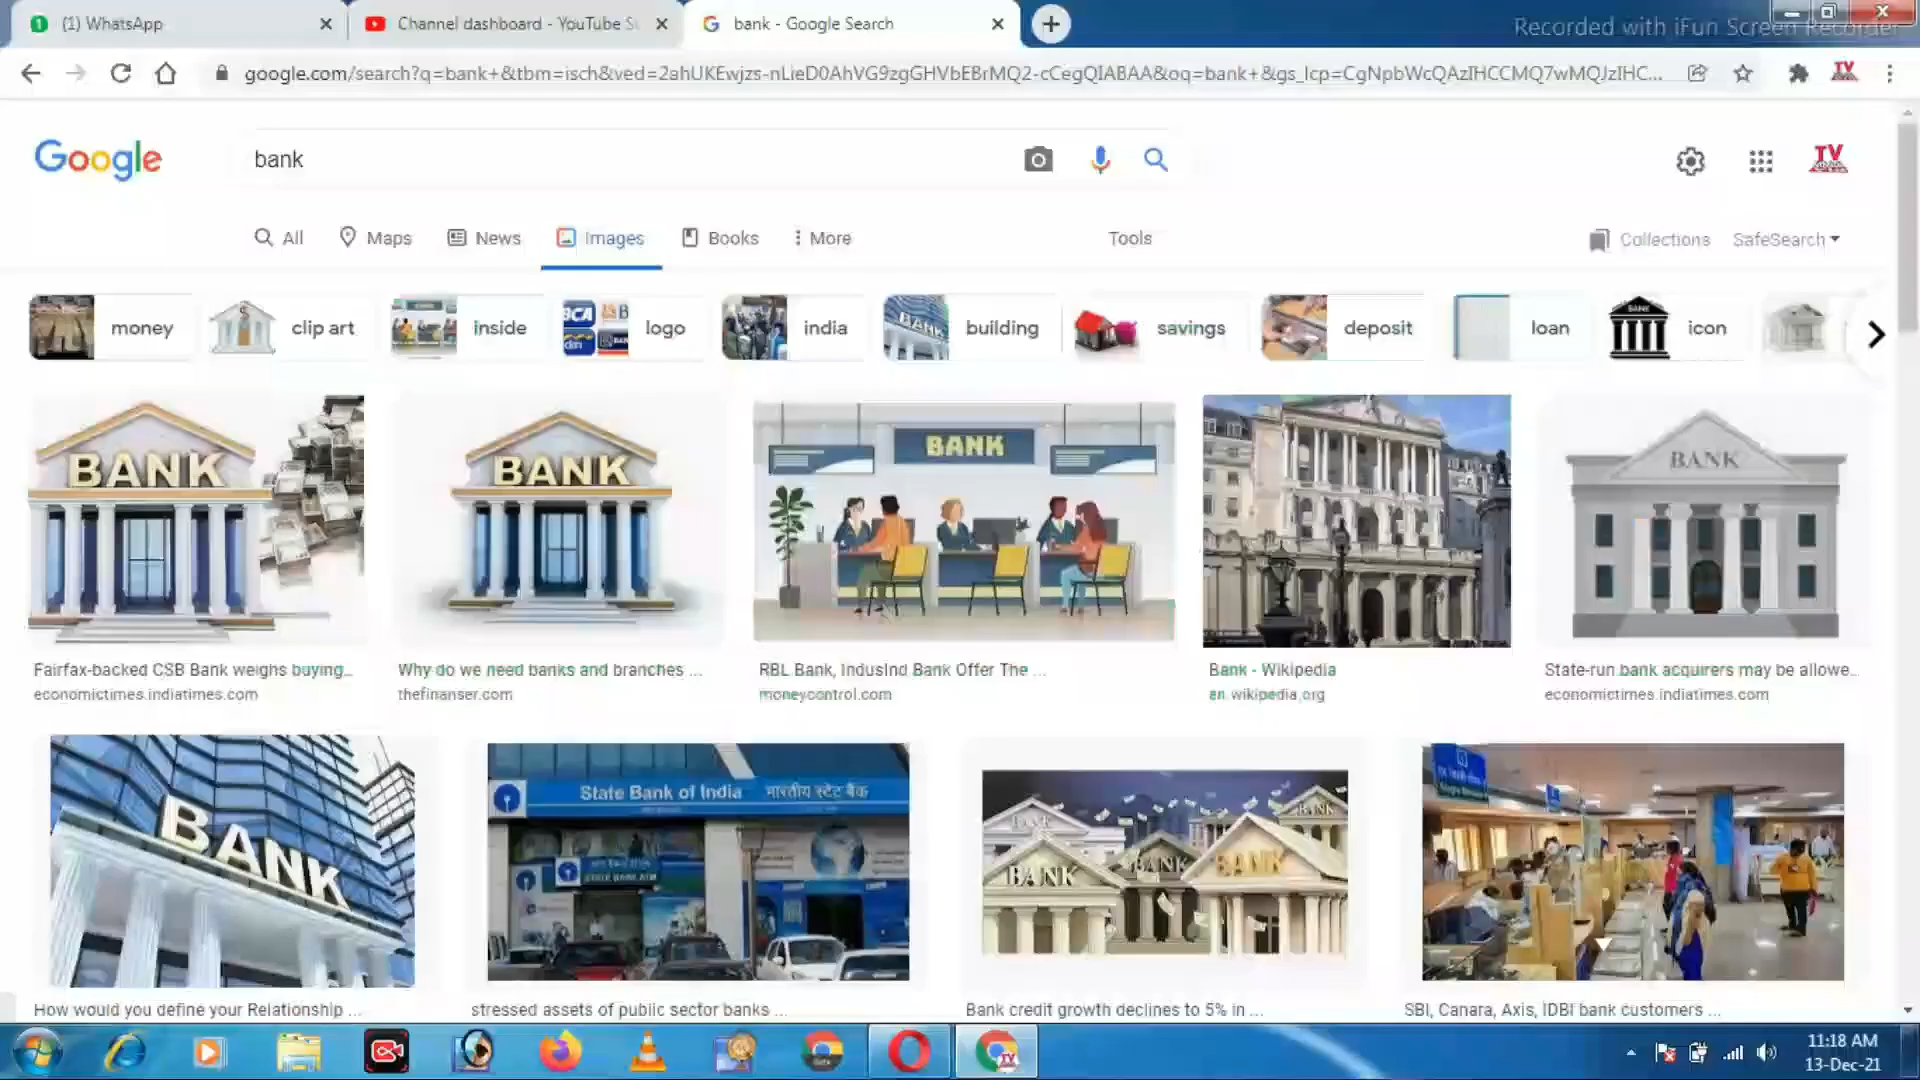 (1) WhatsApp
Channel dashboard - YouTube S
bank - Google Search
Recorded with iFun Screen Recorder
google.com/search?q=bank+&tbm=isch&ved=2ahUKEwjzs-nLieD0AhVG9zgGHVbEBrMQ2-cCegQIABAA&oq=bank+&gs_lcp=CgNpbWcQAzIHCCMQ7wMQJzIHC...
Google
bank
TV
All
Maps
News
Images
Books
More
Tools
Collections
SafeSearch
money
clip art
inside
logo
india
building
savings
deposit
loan
icon
BANK
BANK
BANK
BANK
Fairfax-backed CSB Bank weighs buying...
economictimes.indiatimes.com
Why do we need banks and branches ...
thefinanser.com
RBL Bank, IndusInd Bank Offer The ...
moneycontrol.com
Bank - Wikipedia
en.wikipedia.org
State-run bank acquirers may be allowe...
economictimes.indiatimes.com
BANK
State Bank of India भारतीय स्टेट बैंक
STATE BANK ATM
BANK
BANK
BANK
BANK
How would you define your Relationship ...
stressed assets of public sector banks ...
Bank credit growth declines to 5% in ...
SBI, Canara, Axis, IDBI bank customers ...
11:18 AM
13-Dec-21